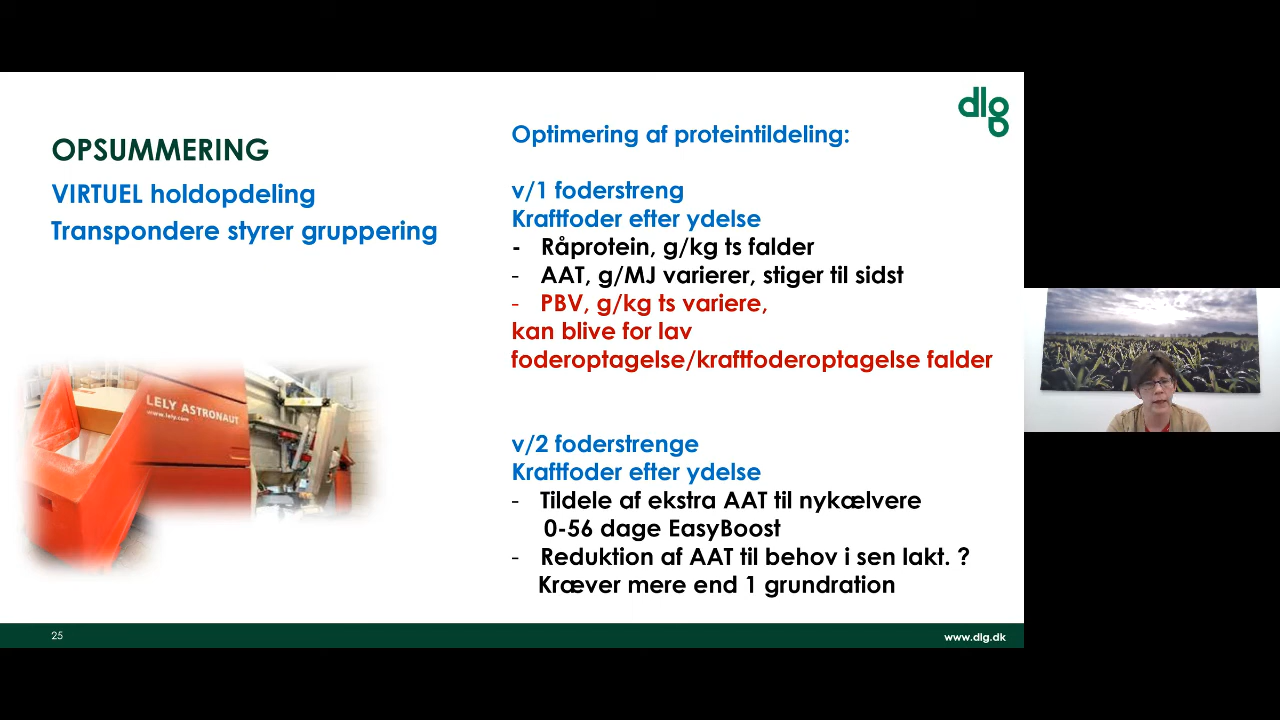 dlg
OPSUMMERING
VIRTUEL holdopdeling
Transpondere styrer gruppering
LELY ASTRONAUT
www.lely.com
Optimering af proteintildeling:
v/1 foderstreng
Kraftfoder efter ydelse
- Råprotein, g/kg ts falder
- AAT, g/MJ varierer, stiger til sidst
- PBV, g/kg ts variere,
kan blive for lav
foderoptagelse/kraftfoderoptagelse falder
v/2 foderstrenge
Kraftfoder efter ydelse
- Tildele af ekstra AAT til nykælvere
0-56 dage EasyBoost
- Reduktion af AAT til behov i sen lakt. ?
Kræver mere end 1 grundration
25
www.dlg.dk